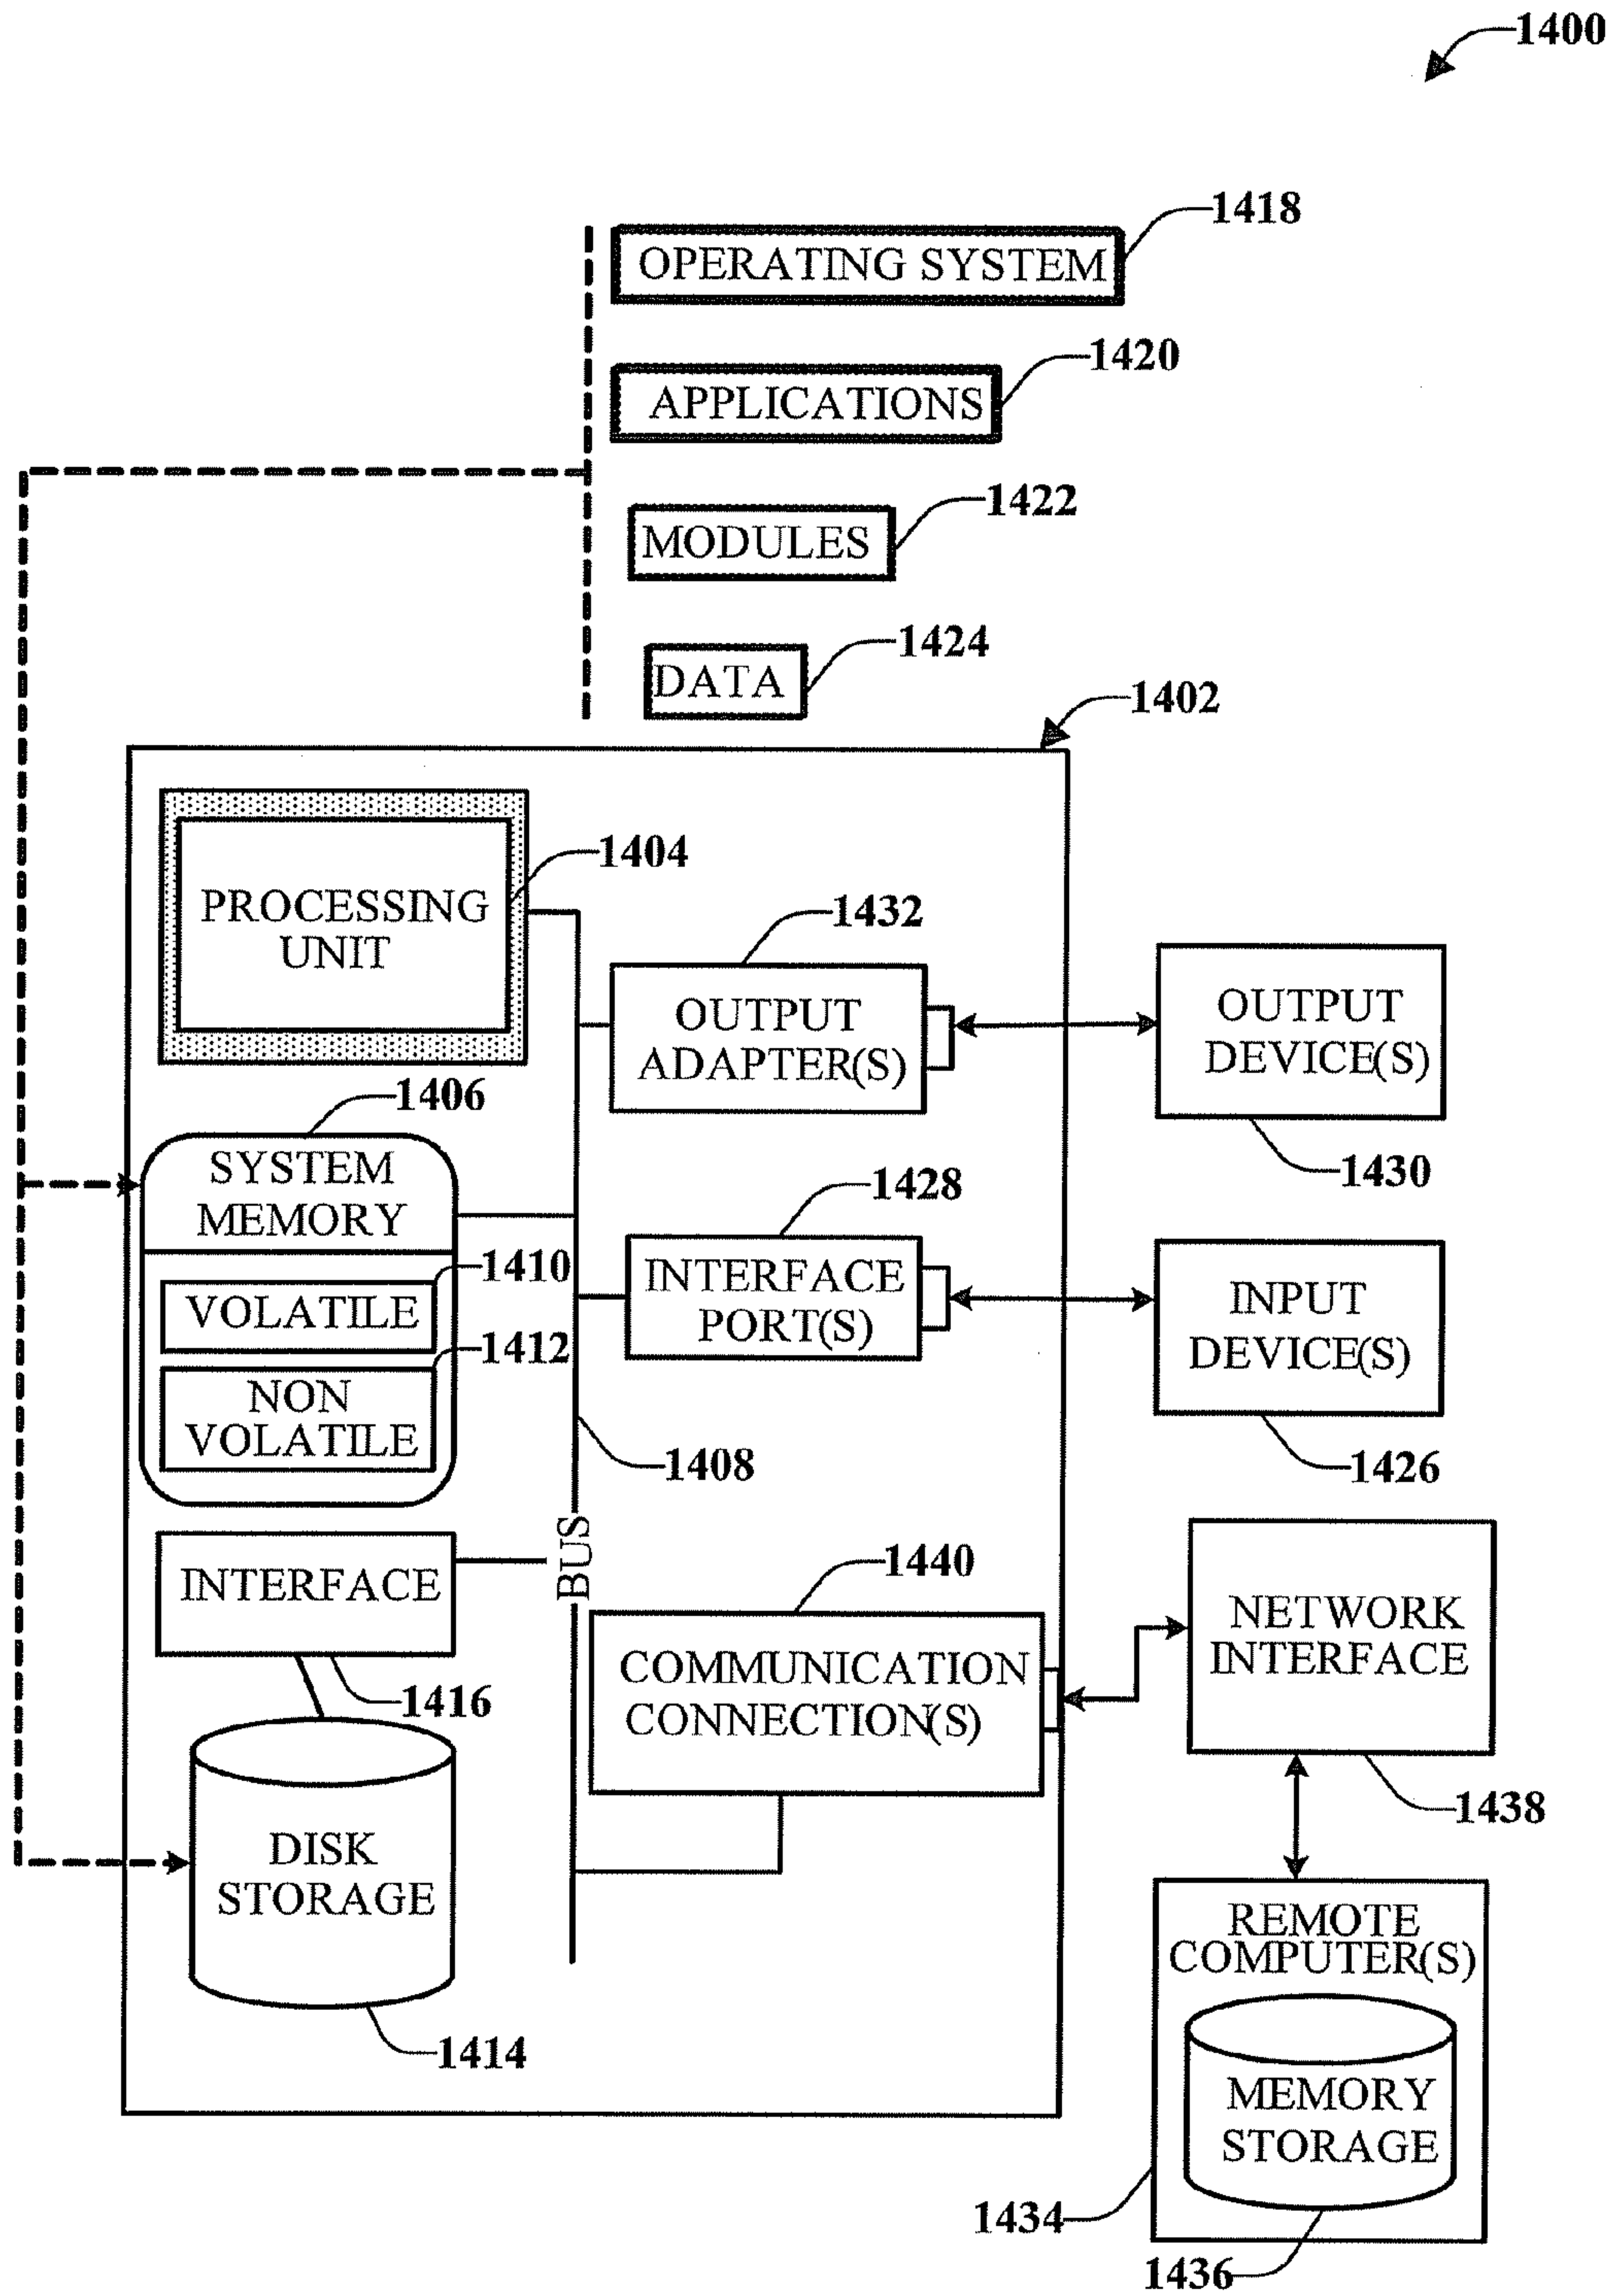 1400
1418
OPERATING SYSTEM
1420
APPLICATIONS
1422
MODULES
1424
DATA
1402
PROCESSING
UNIT
1404
1432
OUTPUT
ADAPTER(S)
OUTPUT
DEVICE(S)
1430
1406
SYSTEM
MEMORY
1410
VOLATILE
1412
NON
VOLATILE
1428
INTERFACE
PORT(S)
INPUT
DEVICE(S)
1426
1408
BUS
INTERFACE
1416
1440
COMMUNICATION
CONNECTION(S)
NETWORK
INTERFACE
1438
DISK
STORAGE
1414
REMOTE
COMPUTER(S)
MEMORY
STORAGE
1434
1436